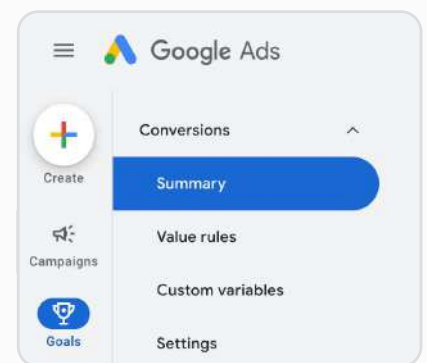 Google Ads
Create
Campaigns
Goals
Conversions
Summary
Value rules
Custom variables
Settings